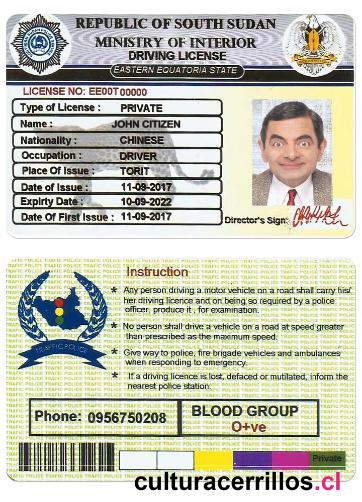 REPUBLIC OF SOUTH SUDAN
MINISTRY OF INTERIOR
DRIVING LICENSE
EASTERN EQUATORIA STATE
LICENSE NO: EE00T00000
Type of License : PRIVATE
Name : JOHN CITIZEN
Nationality : CHINESE
Occupation : DRIVER
Place Of Issue : TORIT
Date of Issue : 11-09-2017
Expirty Date : 10-09-2022
Date Of First Issue : 11-09-2017
Director's Sign:
Instruction
* Any person driving a motor vehicle on a road shall carry his/
her driving licence and on being so required by a police
officer, produce it, for examination.
* No person shall drive a vehicle on a road at speed greater
than prescribed as the maximum speed.
* Give way to police, fire brigade vehicles and ambulances
when responding to emergency.
* If a driving licence is lost, defaced or mutilated, inform the
nearest police station.
TRAFFIC POLICE
Phone: 0956750208
BLOOD GROUP
O+ve
Private
culturacerrillos.cl